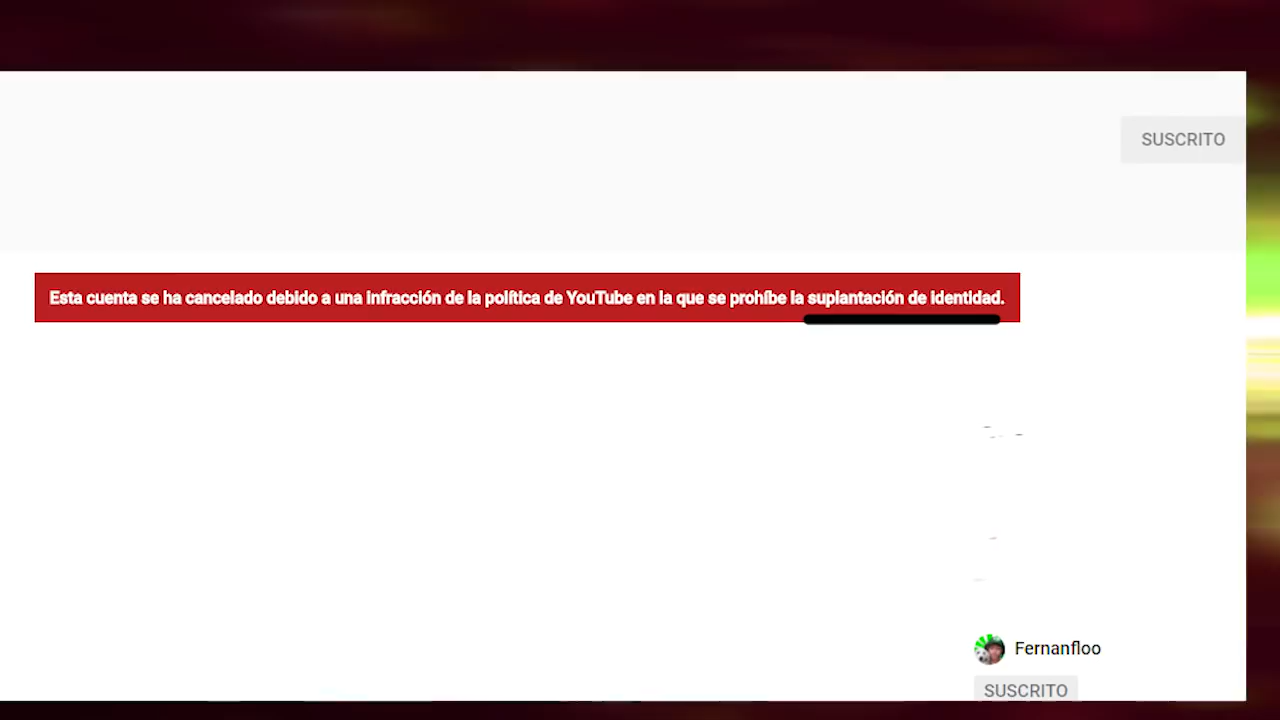 SUSCRITO
Esta cuenta se ha cancelado debido a una infracción de la política de YouTube en la que se prohíbe la suplantación de identidad.
Fernanfloo
SUSCRITO